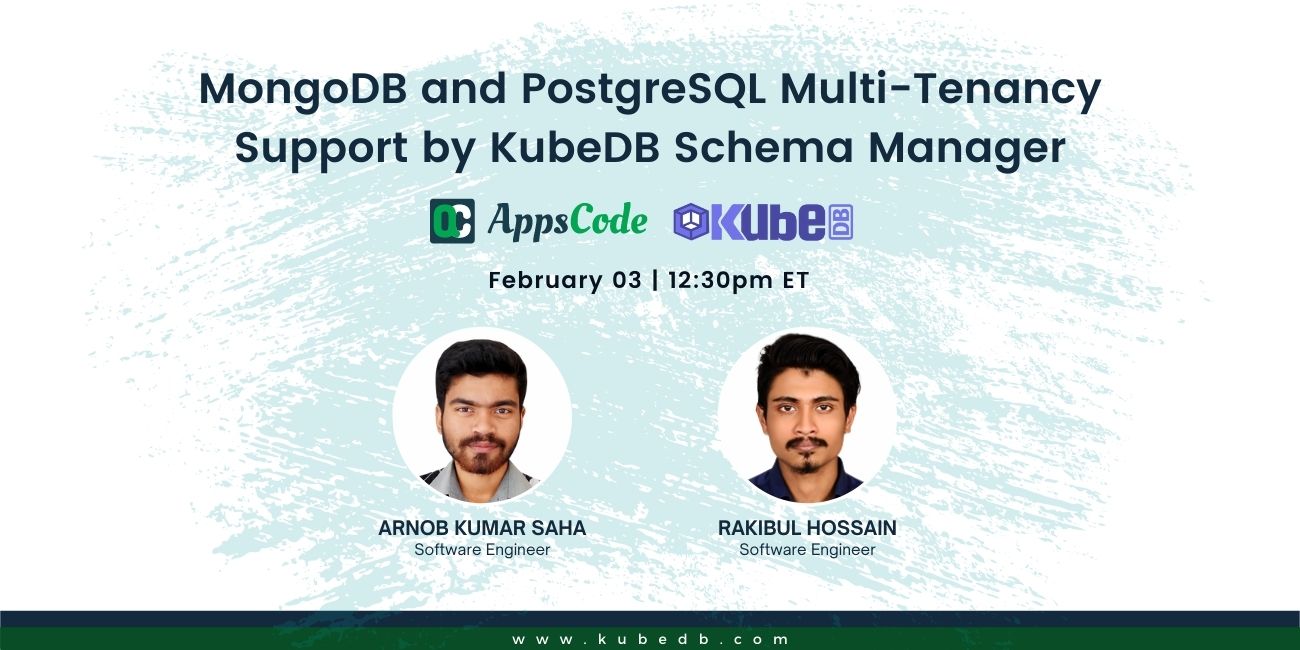 MongoDB and PostgreSQL Multi-Tenancy
Support by KubeDB Schema Manager
AppsCode KubeDB
February 03 | 12:30pm ET
ARNOB KUMAR SAHA
Software Engineer
RAKIBUL HOSSAIN
Software Engineer
www.kubedb.com